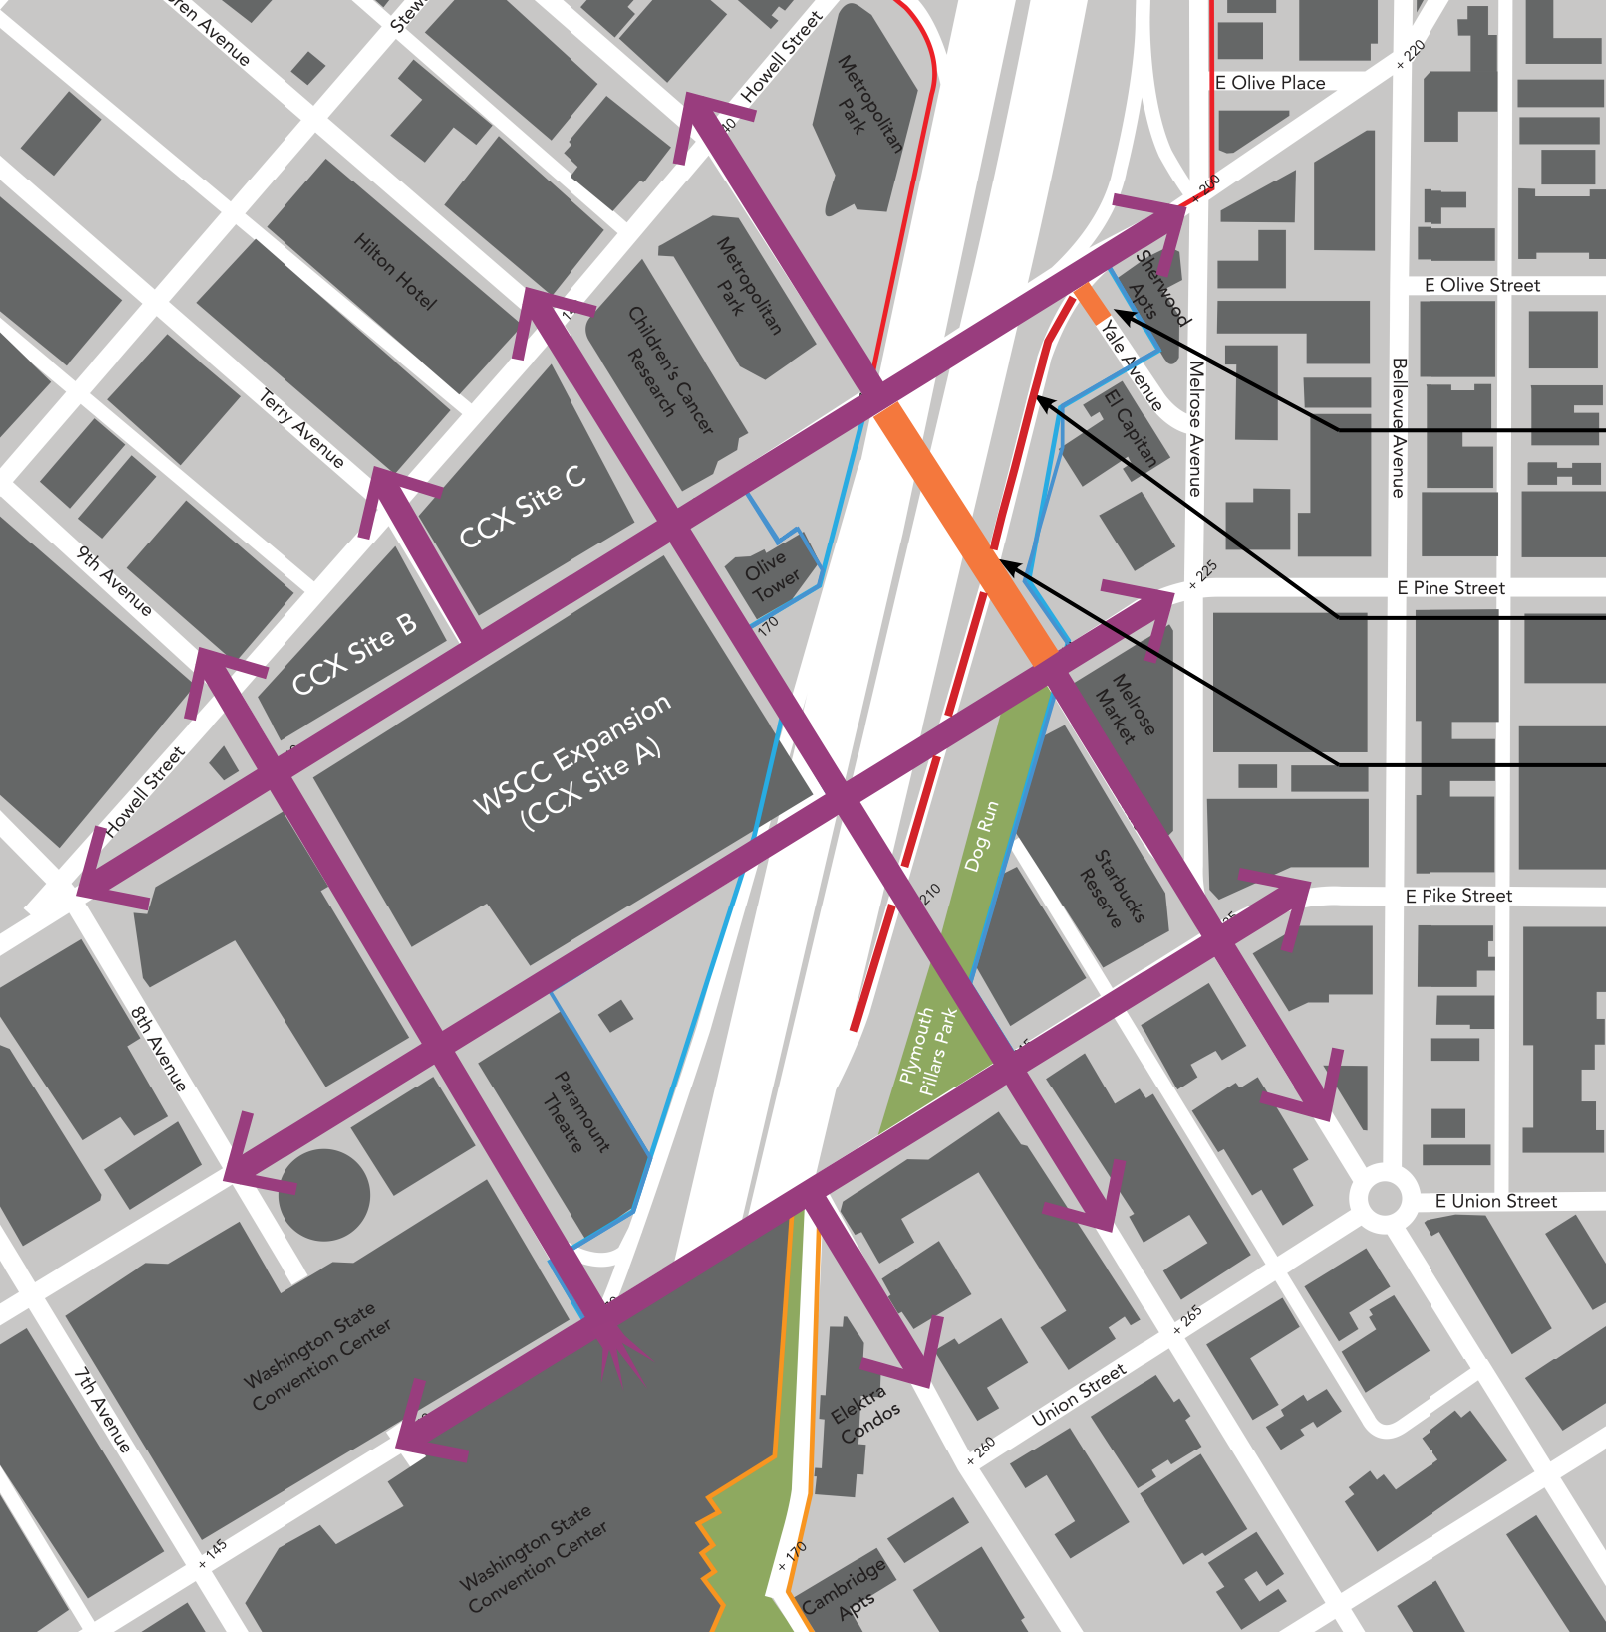 Howell Street
Metropolitan
Park
+ 220
E Olive Place
+ 200
Hilton Hotel
Metropolitan
Park
Sherwood
Apts
E Olive Street
Children's Cancer
Research
Yale Avenue
El Capitan
Melrose Avenue
Bellevue Avenue
Terry Avenue
CCX Site C
9th Avenue
Olive
Tower
170
+ 225
E Pine Street
CCX Site B
Melrose
Market
WSCC Expansion
(CCX Site A)
Howell Street
Dog Run
210
Starbucks
Reserve
E Pike Street
8th Avenue
Plymouth
Pillars Park
Paramount
Theatre
E Union Street
Washington State
Convention Center
+ 265
7th Avenue
Union Street
Elektra
Condos
+ 260
Washington State
Convention Center
+ 145
+ 170
Cambridge
Apts